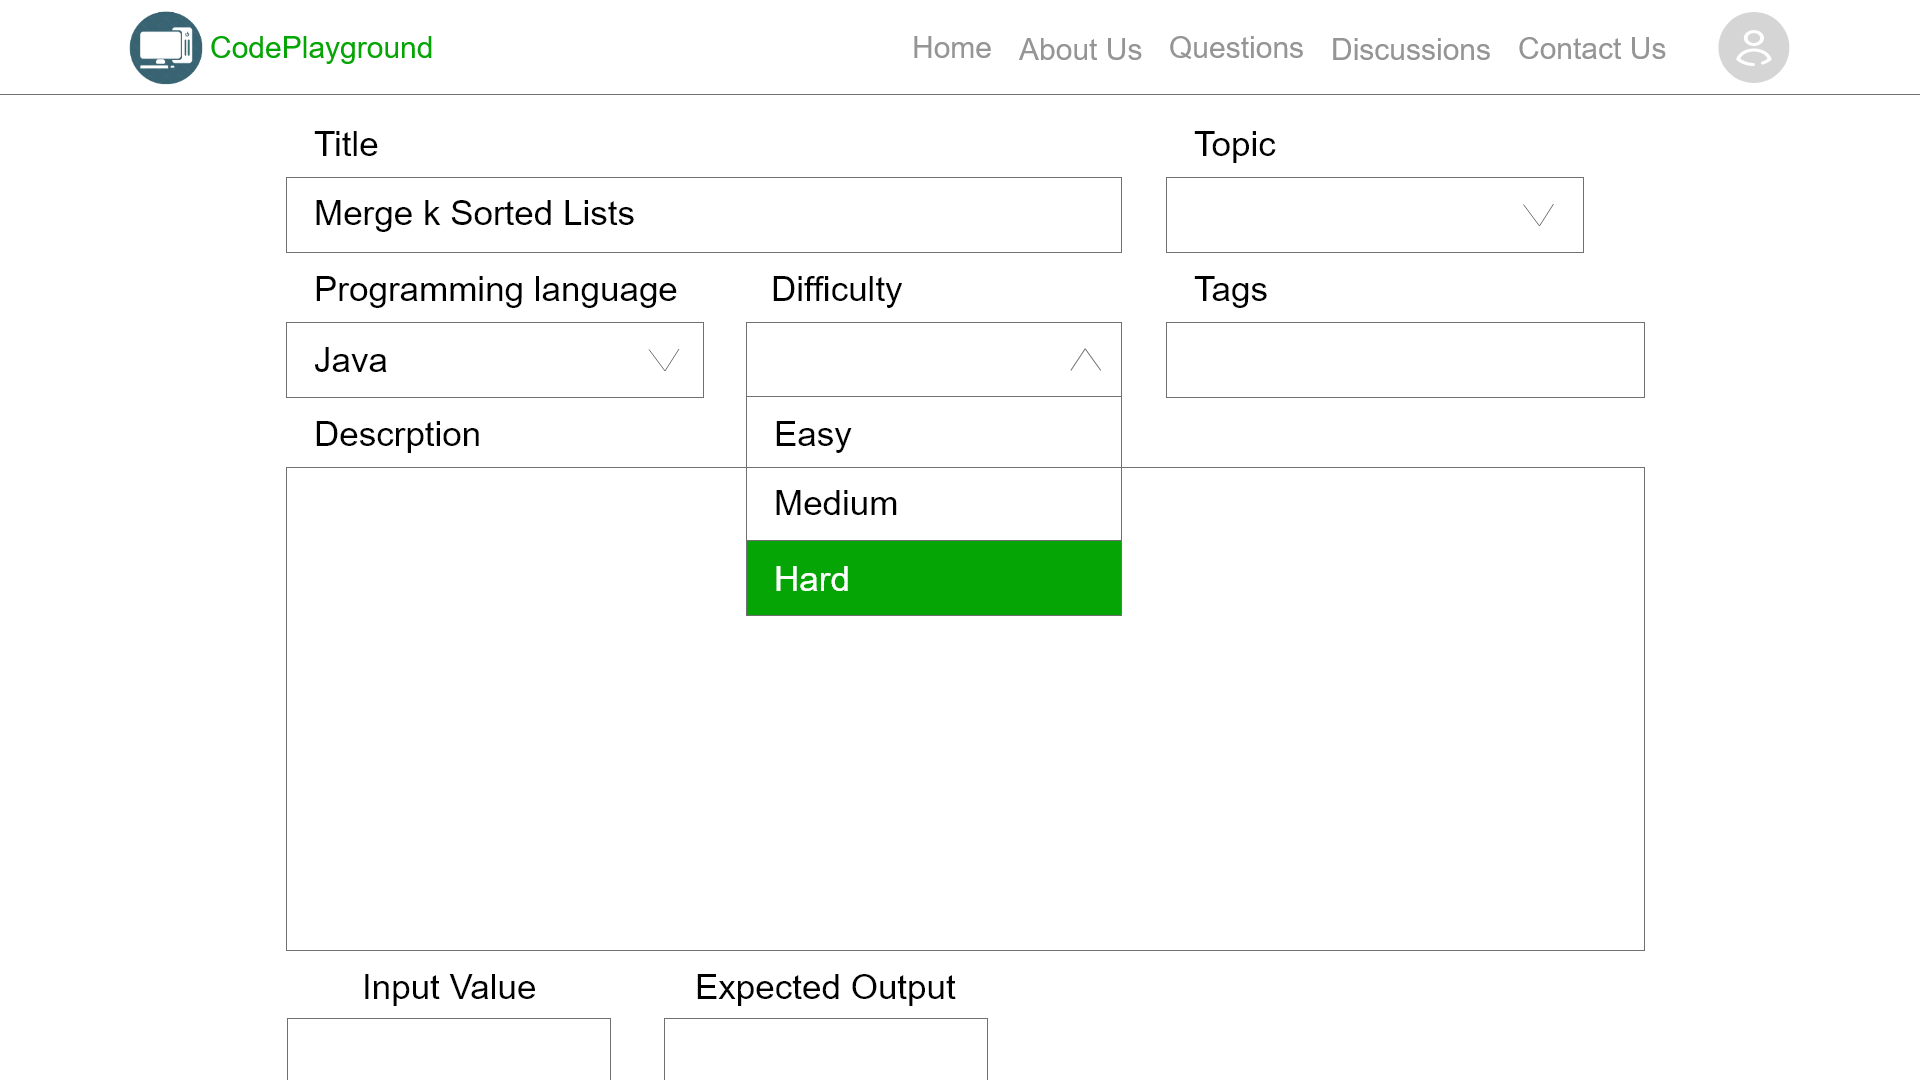 CodePlayground
Home About Us Questions Discussions Contact Us
Title Topic
Merge k Sorted Lists
Programming language Difficulty Tags
Java
Descrption Easy
Medium
Hard
Input Value Expected Output